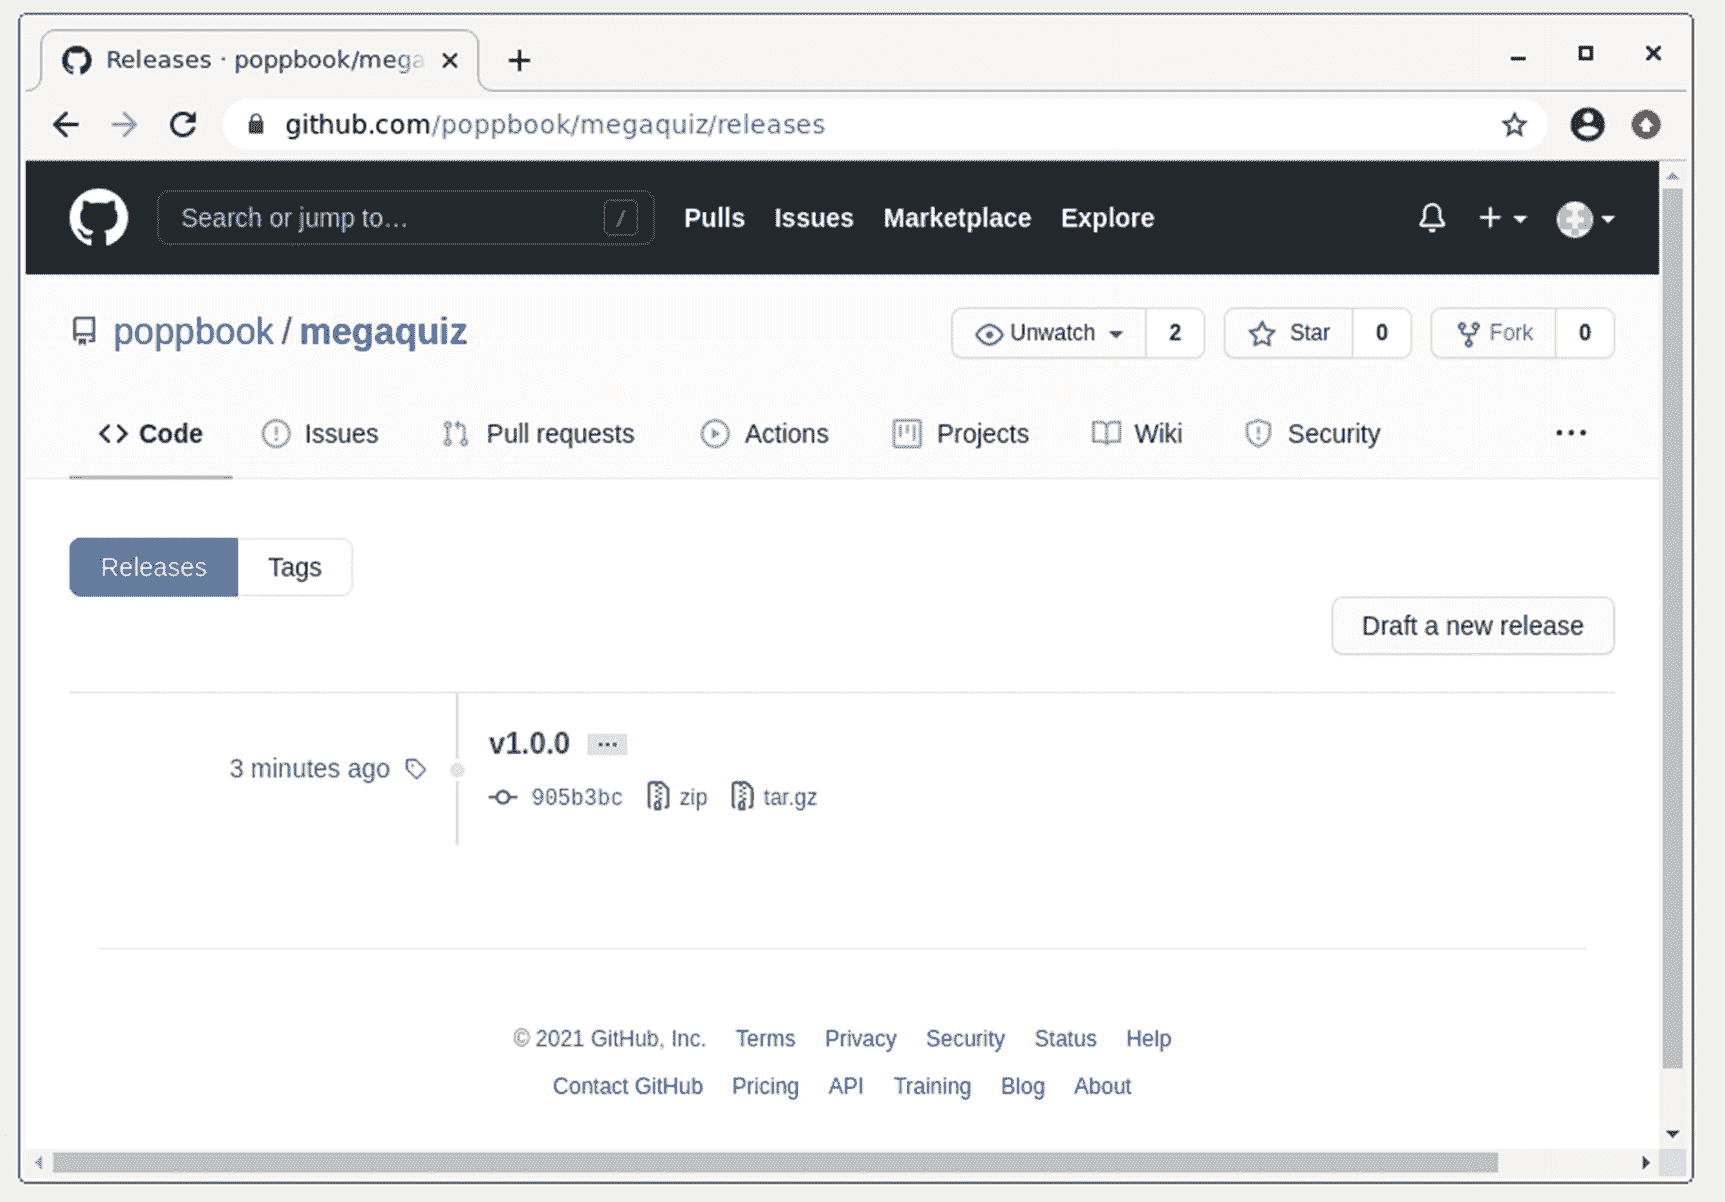 Releases · poppbook/mega
github.com/poppbook/megaquiz/releases
Search or jump to… / Pulls Issues Marketplace Explore
poppbook / megaquiz Unwatch 2 Star 0 Fork 0
Code Issues Pull requests Actions Projects Wiki Security ...
Releases Tags
Draft a new release
v1.0.0 ...
3 minutes ago
905b3bc zip tar.gz
© 2021 GitHub, Inc. Terms Privacy Security Status Help
Contact GitHub Pricing API Training Blog About